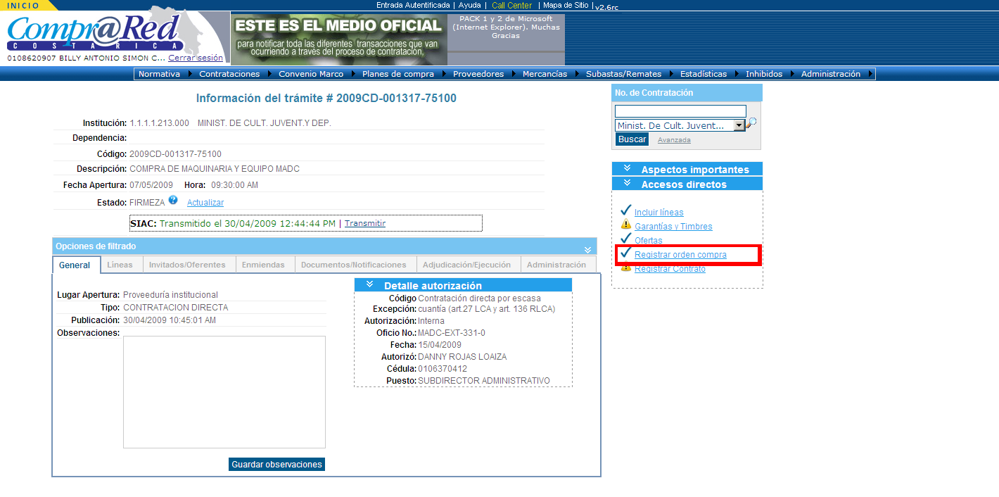 INICIO
Entrada Autentificada | Ayuda | Call Center | Mapa de Sitio | v2.6rc
Compr@Red
COSTA RICA
0108620907 BILLY ANTONIO SIMON C... Cerrar sesión
ESTE ES EL MEDIO OFICIAL
para notificar toda las diferentes transacciones que van
ocurriendo a través del proceso de contratación,
PACK 1 y 2 de Microsoft
(Internet Explorer). Muchas
Gracias
Normativa Contrataciones Convenio Marco Planes de compra Proveedores Mercancías Subastas/Remates Estadísticas Inhibidos Administración
Información del trámite # 2009CD-001317-75100
Institución: 1.1.1.1.213.000 MINIST. DE CULT. JUVENT.Y DEP.
Dependencia:
Código: 2009CD-001317-75100
Descripción: COMPRA DE MAQUINARIA Y EQUIPO MADC
Fecha Apertura: 07/05/2009 Hora: 09:30:00 AM
Estado: FIRMEZA ? Actualizar
SIAC: Transmitido el 30/04/2009 12:44:44 PM | Transmitir
Opciones de filtrado
General Líneas Invitados/Oferentes Enmiendas Documentos/Notificaciones Adjudicación/Ejecución Administración
Lugar Apertura: Proveeduría institucional
Tipo: CONTRATACION DIRECTA
Publicación: 30/04/2009 10:45:01 AM
Observaciones:
Guardar observaciones
Detalle autorización
Código Contratación directa por escasa
Excepción: cuantía (art.27 LCA y art. 136 RLCA)
Autorización: Interna
Oficio No.: MADC-EXT-331-0
Fecha: 15/04/2009
Autorizó: DANNY ROJAS LOAIZA
Cédula: 0106370412
Puesto: SUBDIRECTOR ADMINISTRATIVO
No. de Contratación
Minist. De Cult. Juvent...
Buscar Avanzada
Aspectos importantes
Accesos directos
Incluir líneas
Garantías y Timbres
Ofertas
Registrar orden compra
Registrar Contrato